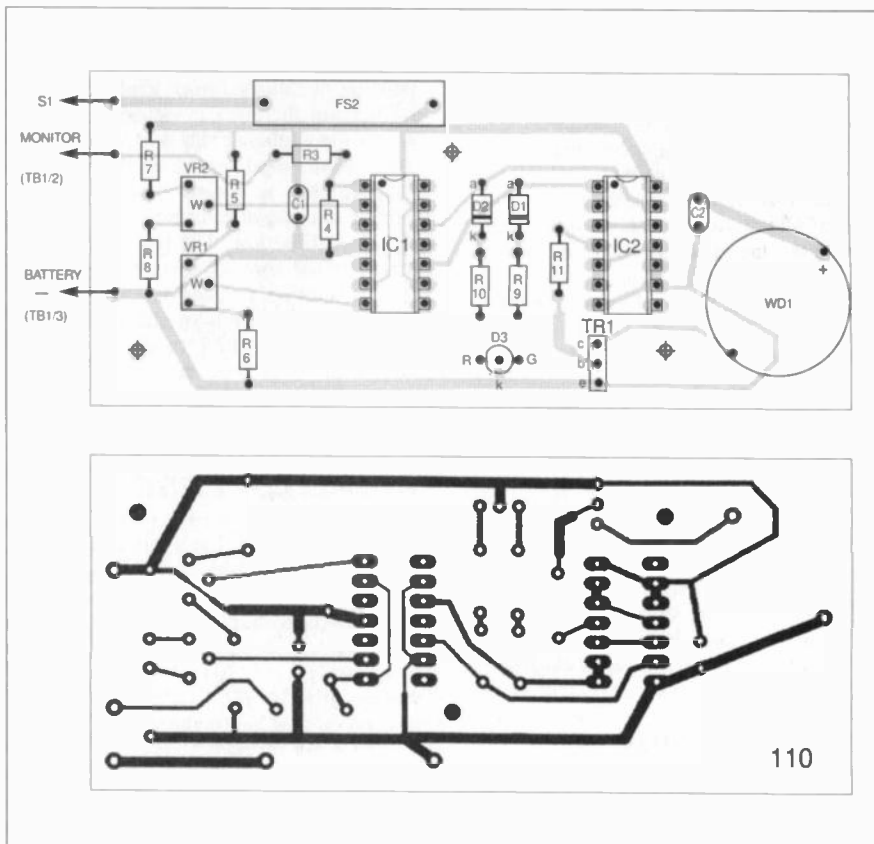 S1
FS2
MONITOR
(TB1/2)
R7
VR2
W
R5
R3
C1
R4
IC1
a
D2
k
a
D1
k
IC2
C2
+
WD1
R8
VR1
W
BATTERY
—
(TB1/3)
R10
R9
R11
R6
D3
R
G
k
TR1
c
b
e
110